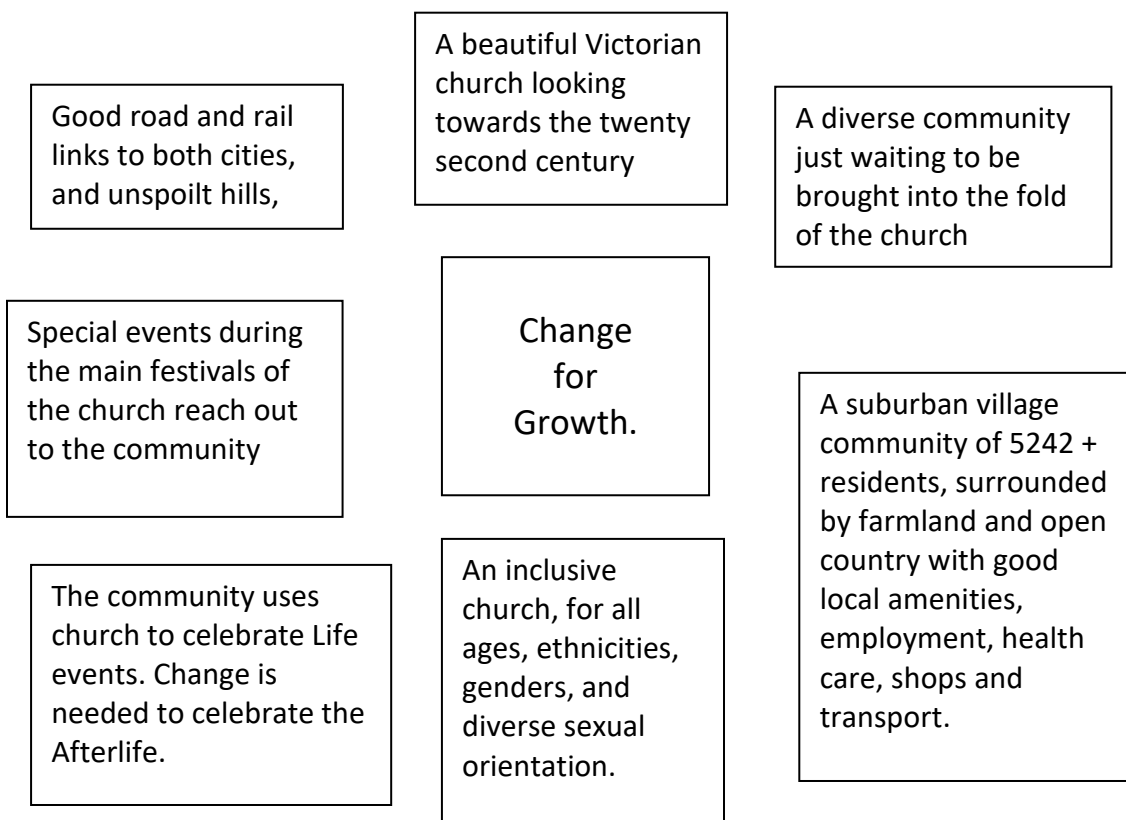 A beautiful Victorian
church looking
towards the twenty
second century
Good road and rail
links to both cities,
and unspoilt hills,
A diverse community
just waiting to be
brought into the fold
of the church
Change
for
Growth.
Special events during
the main festivals of
the church reach out
to the community
A suburban village
community of 5242 +
residents, surrounded
by farmland and open
country with good
local amenities,
employment, health
care, shops and
transport.
The community uses
church to celebrate Life
events. Change is
needed to celebrate the
Afterlife.
An inclusive
church, for all
ages, ethnicities,
genders, and
diverse sexual
orientation.